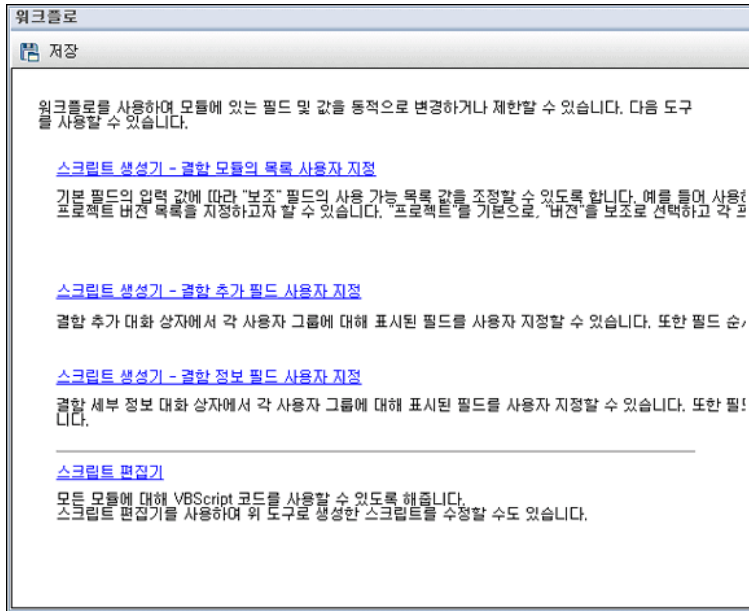 워크플로
저장
워크플로를 사용하여 모듈에 있는 필드 및 값을 동적으로 변경하거나 제한할 수 있습니다. 다음 도구
를 사용할 수 있습니다.
스크립트 생성기 - 결함 모듈의 목록 사용자 지정
기본 필드의 입력 값에 따라 "보조" 필드의 사용 가능 목록 값을 조정할 수 있도록 합니다. 예를 들어 사용한
프로젝트 버전 목록을 지정하고자 할 수 있습니다. "프로젝트"를 기본으로, "버전"을 보조로 선택하고 각
스크립트 생성기 - 결함 추가 필드 사용자 지정
결함 추가 대화 상자에서 각 사용자 그룹에 대해 표시된 필드를 사용자 지정할 수 있습니다. 또한 필드
스크립트 생성기 - 결함 정보 필드 사용자 지정
결함 세부 정보 대화 상자에서 각 사용자 그룹에 대해 표시된 필드를 사용자 지정할 수 있습니다. 또한
니다.
스크립트 편집기
모든 모듈에 대해 VBScript 코드를 사용할 수 있도록 해줍니다.
스크립트 편집기를 사용하여 위 도구로 생성한 스크립트를 수정할 수도 있습니다.